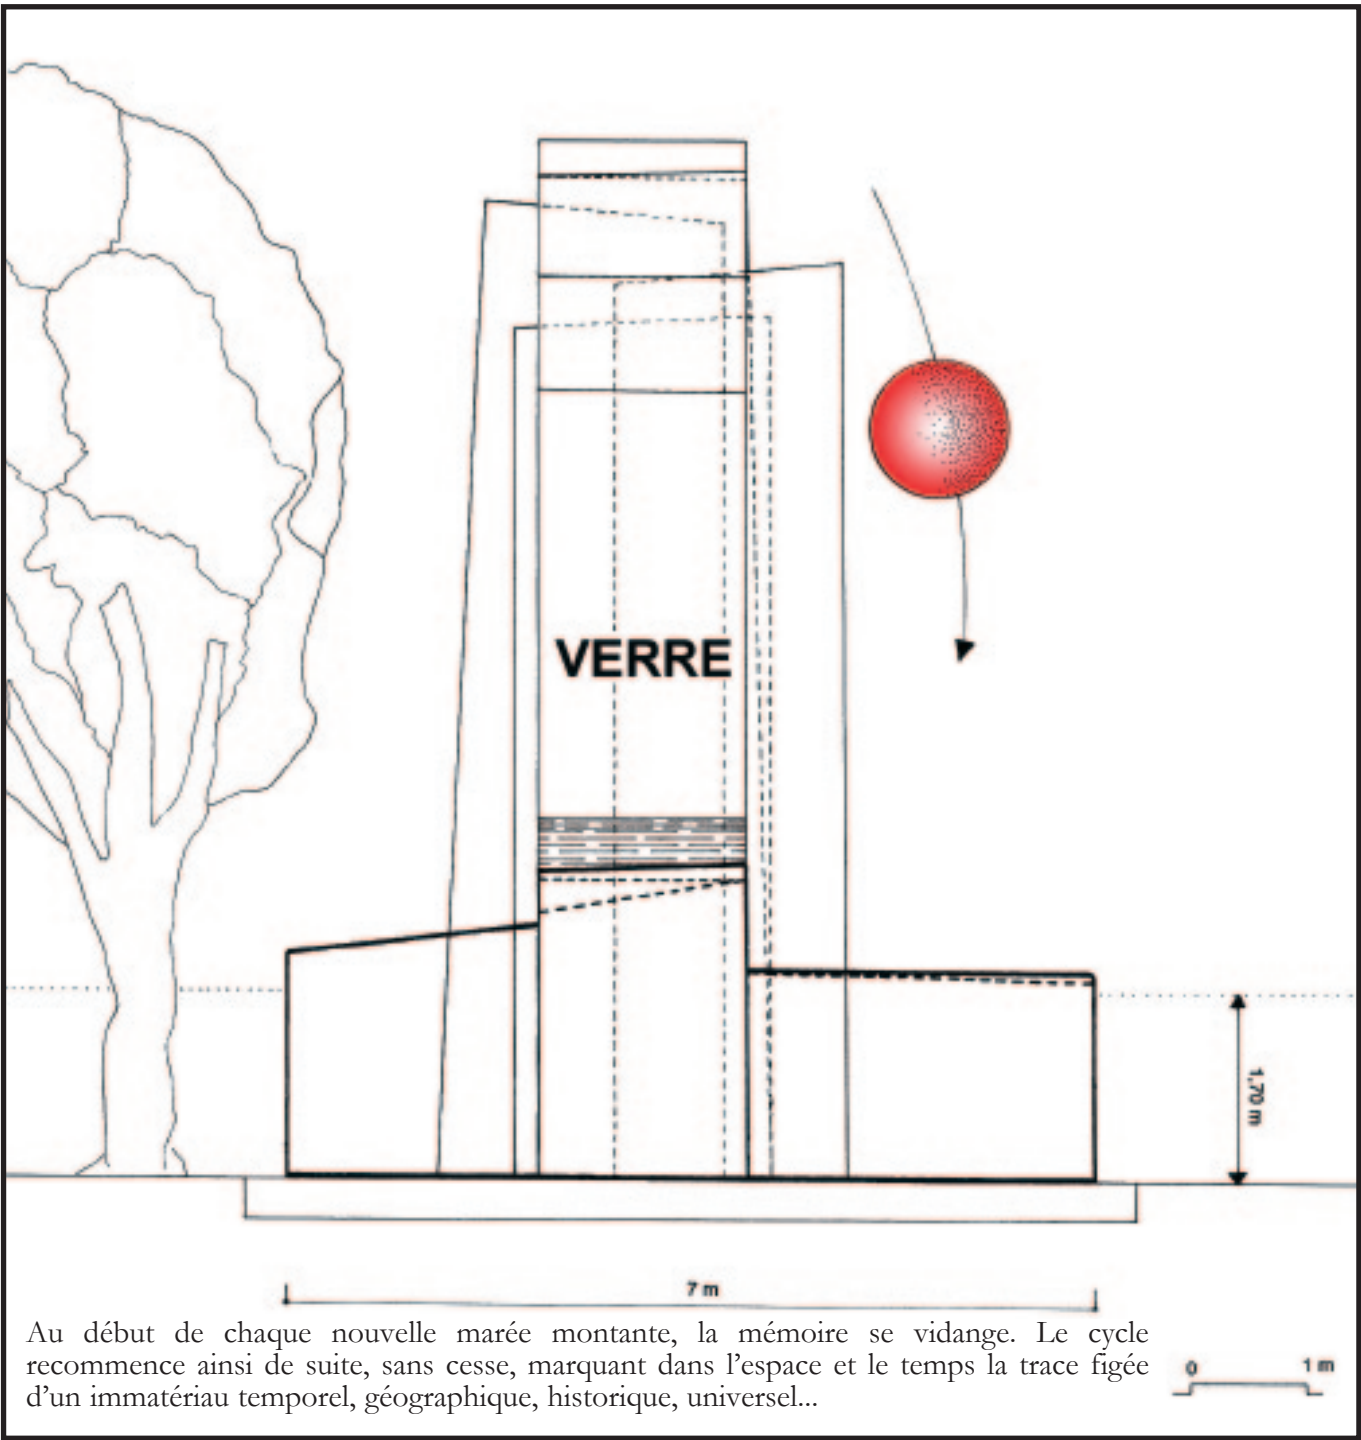 VERRE
1,70 m
7 m
Au début de chaque nouvelle marée montante, la mémoire se vidange. Le cycle
recommence ainsi de suite, sans cesse, marquant dans l’espace et le temps la trace figée
d’un immatériau temporel, géographique, historique, universel...
0 1 m